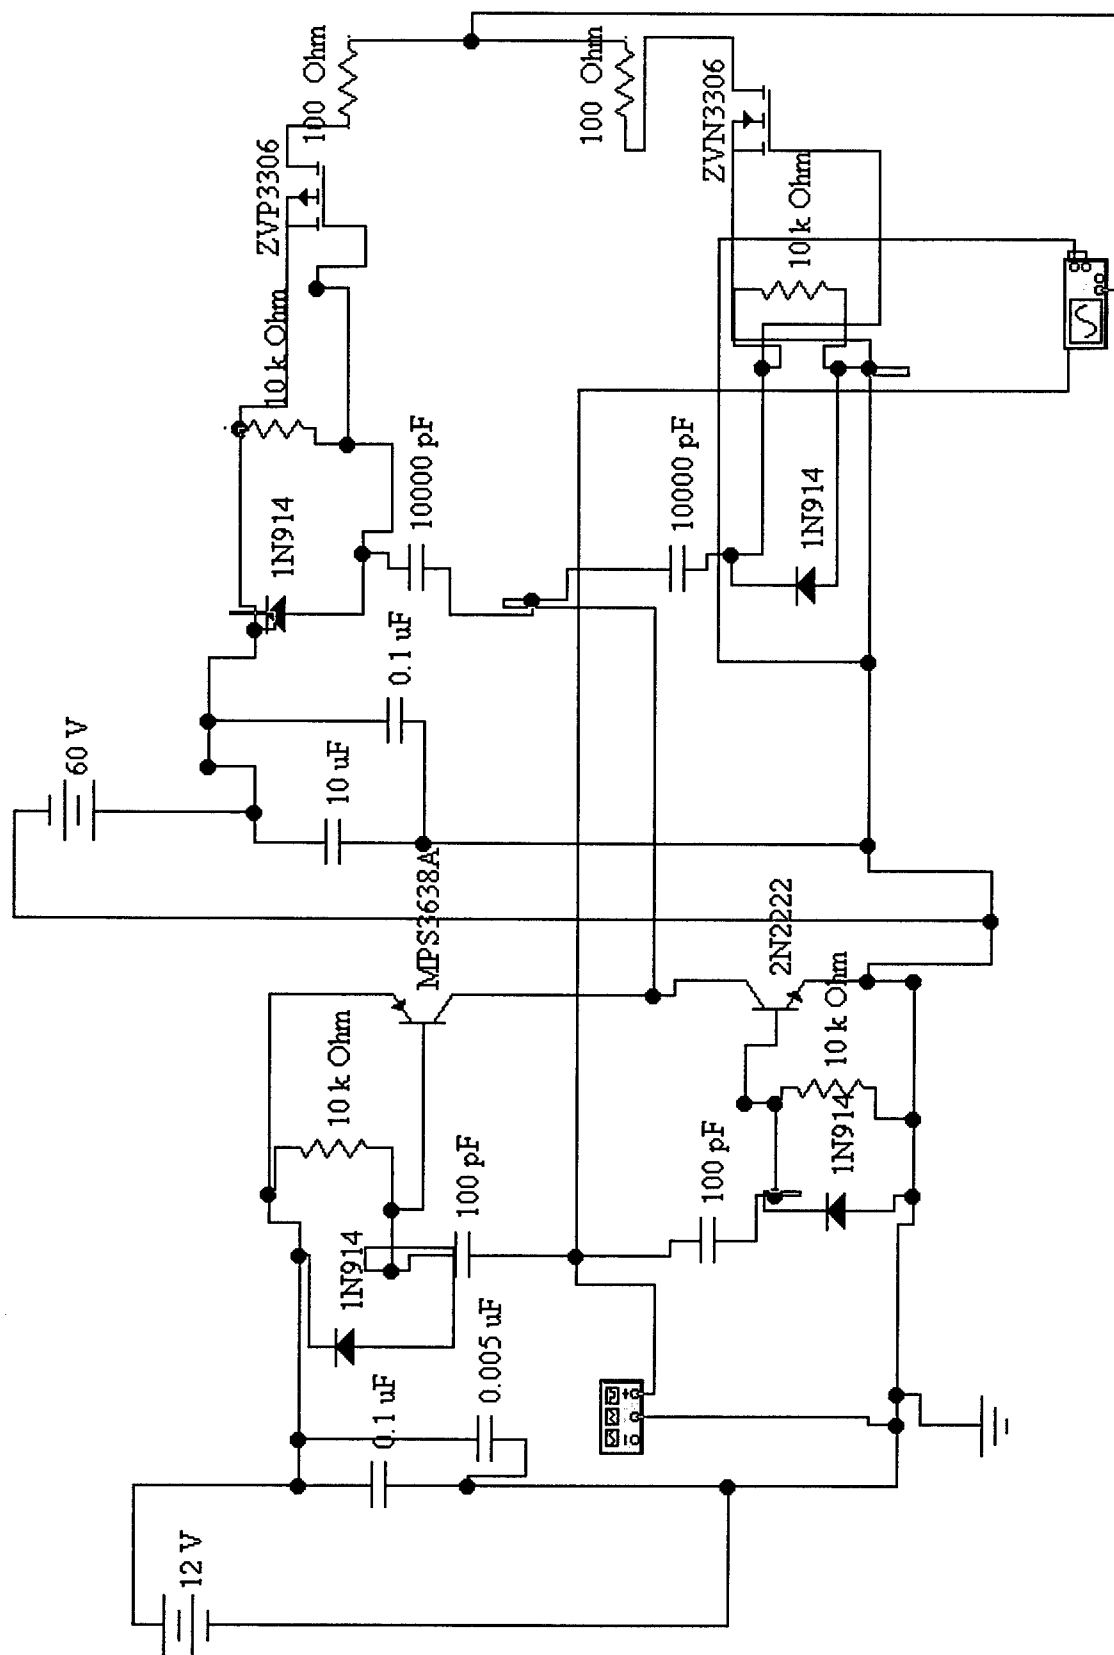 12 V
0.1 uF
0.005 uF
1N914
10 k Ohm
100 pF
MPS3638A
100 pF
1N914
10 k Ohm
2N2222
60 V
10 uF
0.1 uF
1N914
10 k Ohm
10000 pF
ZVP3306
100 Ohm
10000 pF
1N914
10 k Ohm
ZVN3306
100 Ohm